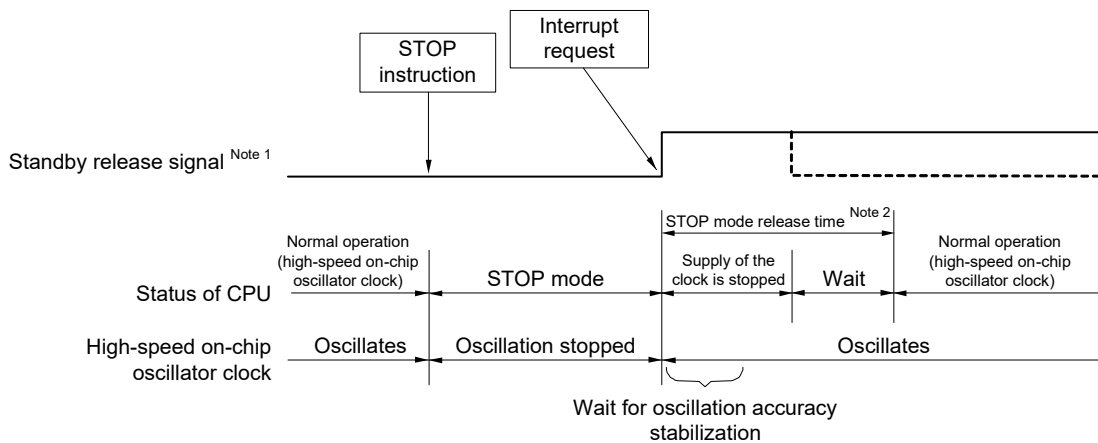 STOP
instruction
Interrupt
request
Standby release signal Note 1
STOP mode release time Note 2
Normal operation
(high-speed on-chip
oscillator clock)
Supply of the
clock is stopped
Normal operation
(high-speed on-chip
oscillator clock)
Status of CPU
STOP mode
Wait
High-speed on-chip
oscillator clock
Oscillates
Oscillation stopped
Oscillates
Wait for oscillation accuracy
stabilization